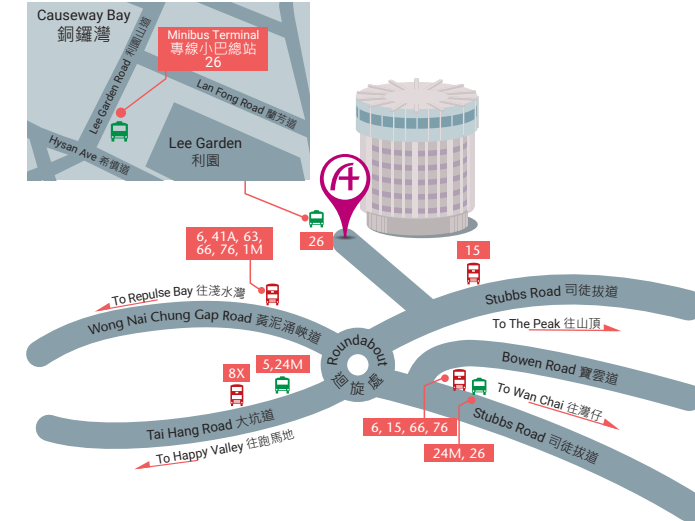 Causeway Bay
銅鑼灣
Minibus Terminal
專線小巴總站
26
Lee Garden Road 利園山道
Lan Fong Road 蘭芳道
Hysan Ave 希慎道
Lee Garden
利園
26
6, 41A, 63,
66, 76, 1M
15
To Repulse Bay 往淺水灣
Stubbs Road 司徒拔道
Wong Nai Chung Gap Road 黃泥涌峽道
To The Peak 往山頂
Roundabout
迴旋處
Bowen Road 寶雲道
8X
5,24M
To Wan Chai 往灣仔
6, 15, 66, 76
Stubbs Road 司徒拔道
24M, 26
Tai Hang Road 大坑道
To Happy Valley 往跑馬地